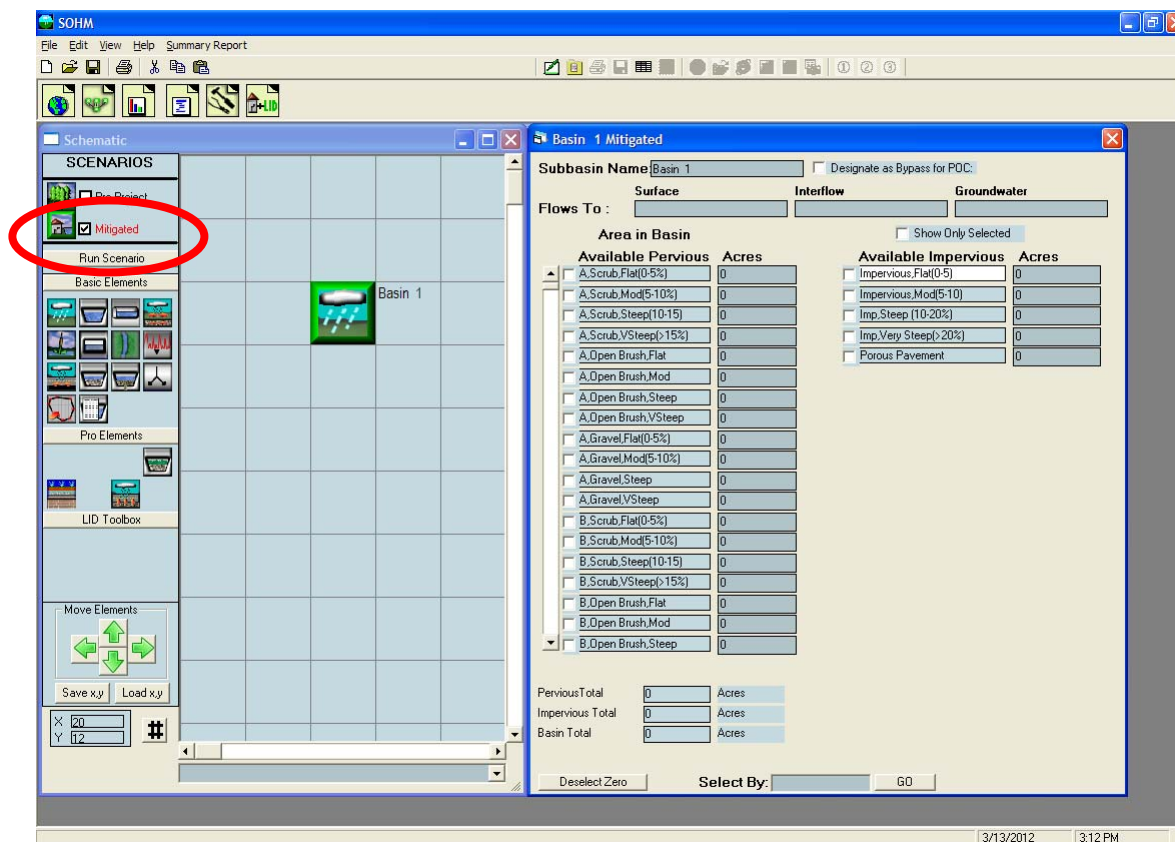 SOHM
File Edit View Help Summary Report
LID
Schematic
SCENARIOS
Pre Project
Mitigated
Run Scenario
Basic Elements
Pro Elements
LID Toolbox
Move Elements
Save x,y Load x,y
X 20
Y 12
#
Basin 1
Basin 1 Mitigated
Subbasin Name: Basin 1 Designate as Bypass for POC:
Surface Interflow Groundwater
Flows To :
Area in Basin Show Only Selected
Available Pervious Acres Available Impervious Acres
A,Scrub,Flat(0-5%) 0 Impervious,Flat(0-5) 0
A,Scrub,Mod(5-10%) 0 Impervious,Mod(5-10) 0
A,Scrub,Steep(10-15) 0 Imp,Steep (10-20%) 0
A,Scrub,VSteep(>15%) 0 Imp,Very Steep(>20%) 0
A,Open Brush,Flat 0 Porous Pavement 0
A,Open Brush,Mod 0
A,Open Brush,Steep 0
A,Open Brush,VSteep 0
A,Gravel,Flat(0-5%) 0
A,Gravel,Mod(5-10%) 0
A,Gravel,Steep 0
A,Gravel,VSteep 0
B,Scrub,Flat(0-5%) 0
B,Scrub,Mod(5-10%) 0
B,Scrub,Steep(10-15) 0
B,Scrub,VSteep(>15%) 0
B,Open Brush,Flat 0
B,Open Brush,Mod 0
B,Open Brush,Steep 0
PerviousTotal 0 Acres
Impervious Total 0 Acres
Basin Total 0 Acres
Deselect Zero Select By: GO
3/13/2012 3:12 PM